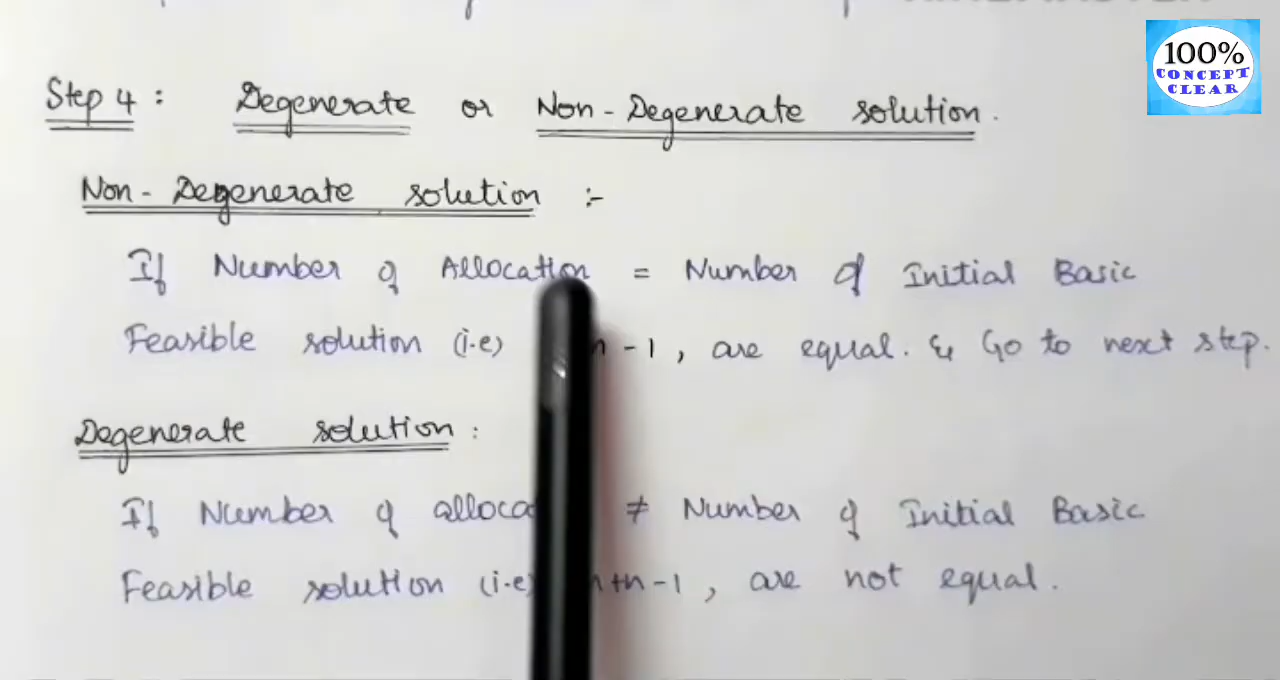 100%
CONCEPT
CLEAR
Step 4 : Degenerate or Non - Degenerate solution .
Non - Degenerate solution :-
If Number of Allocation = Number of Initial Basic
Feasible solution (i.e) n - 1 , are equal . & Go to next step .
Degenerate solution :
If Number of ≠ Number of Initial Basic
Feasible solution (i.e) +n - 1 , are not equal .